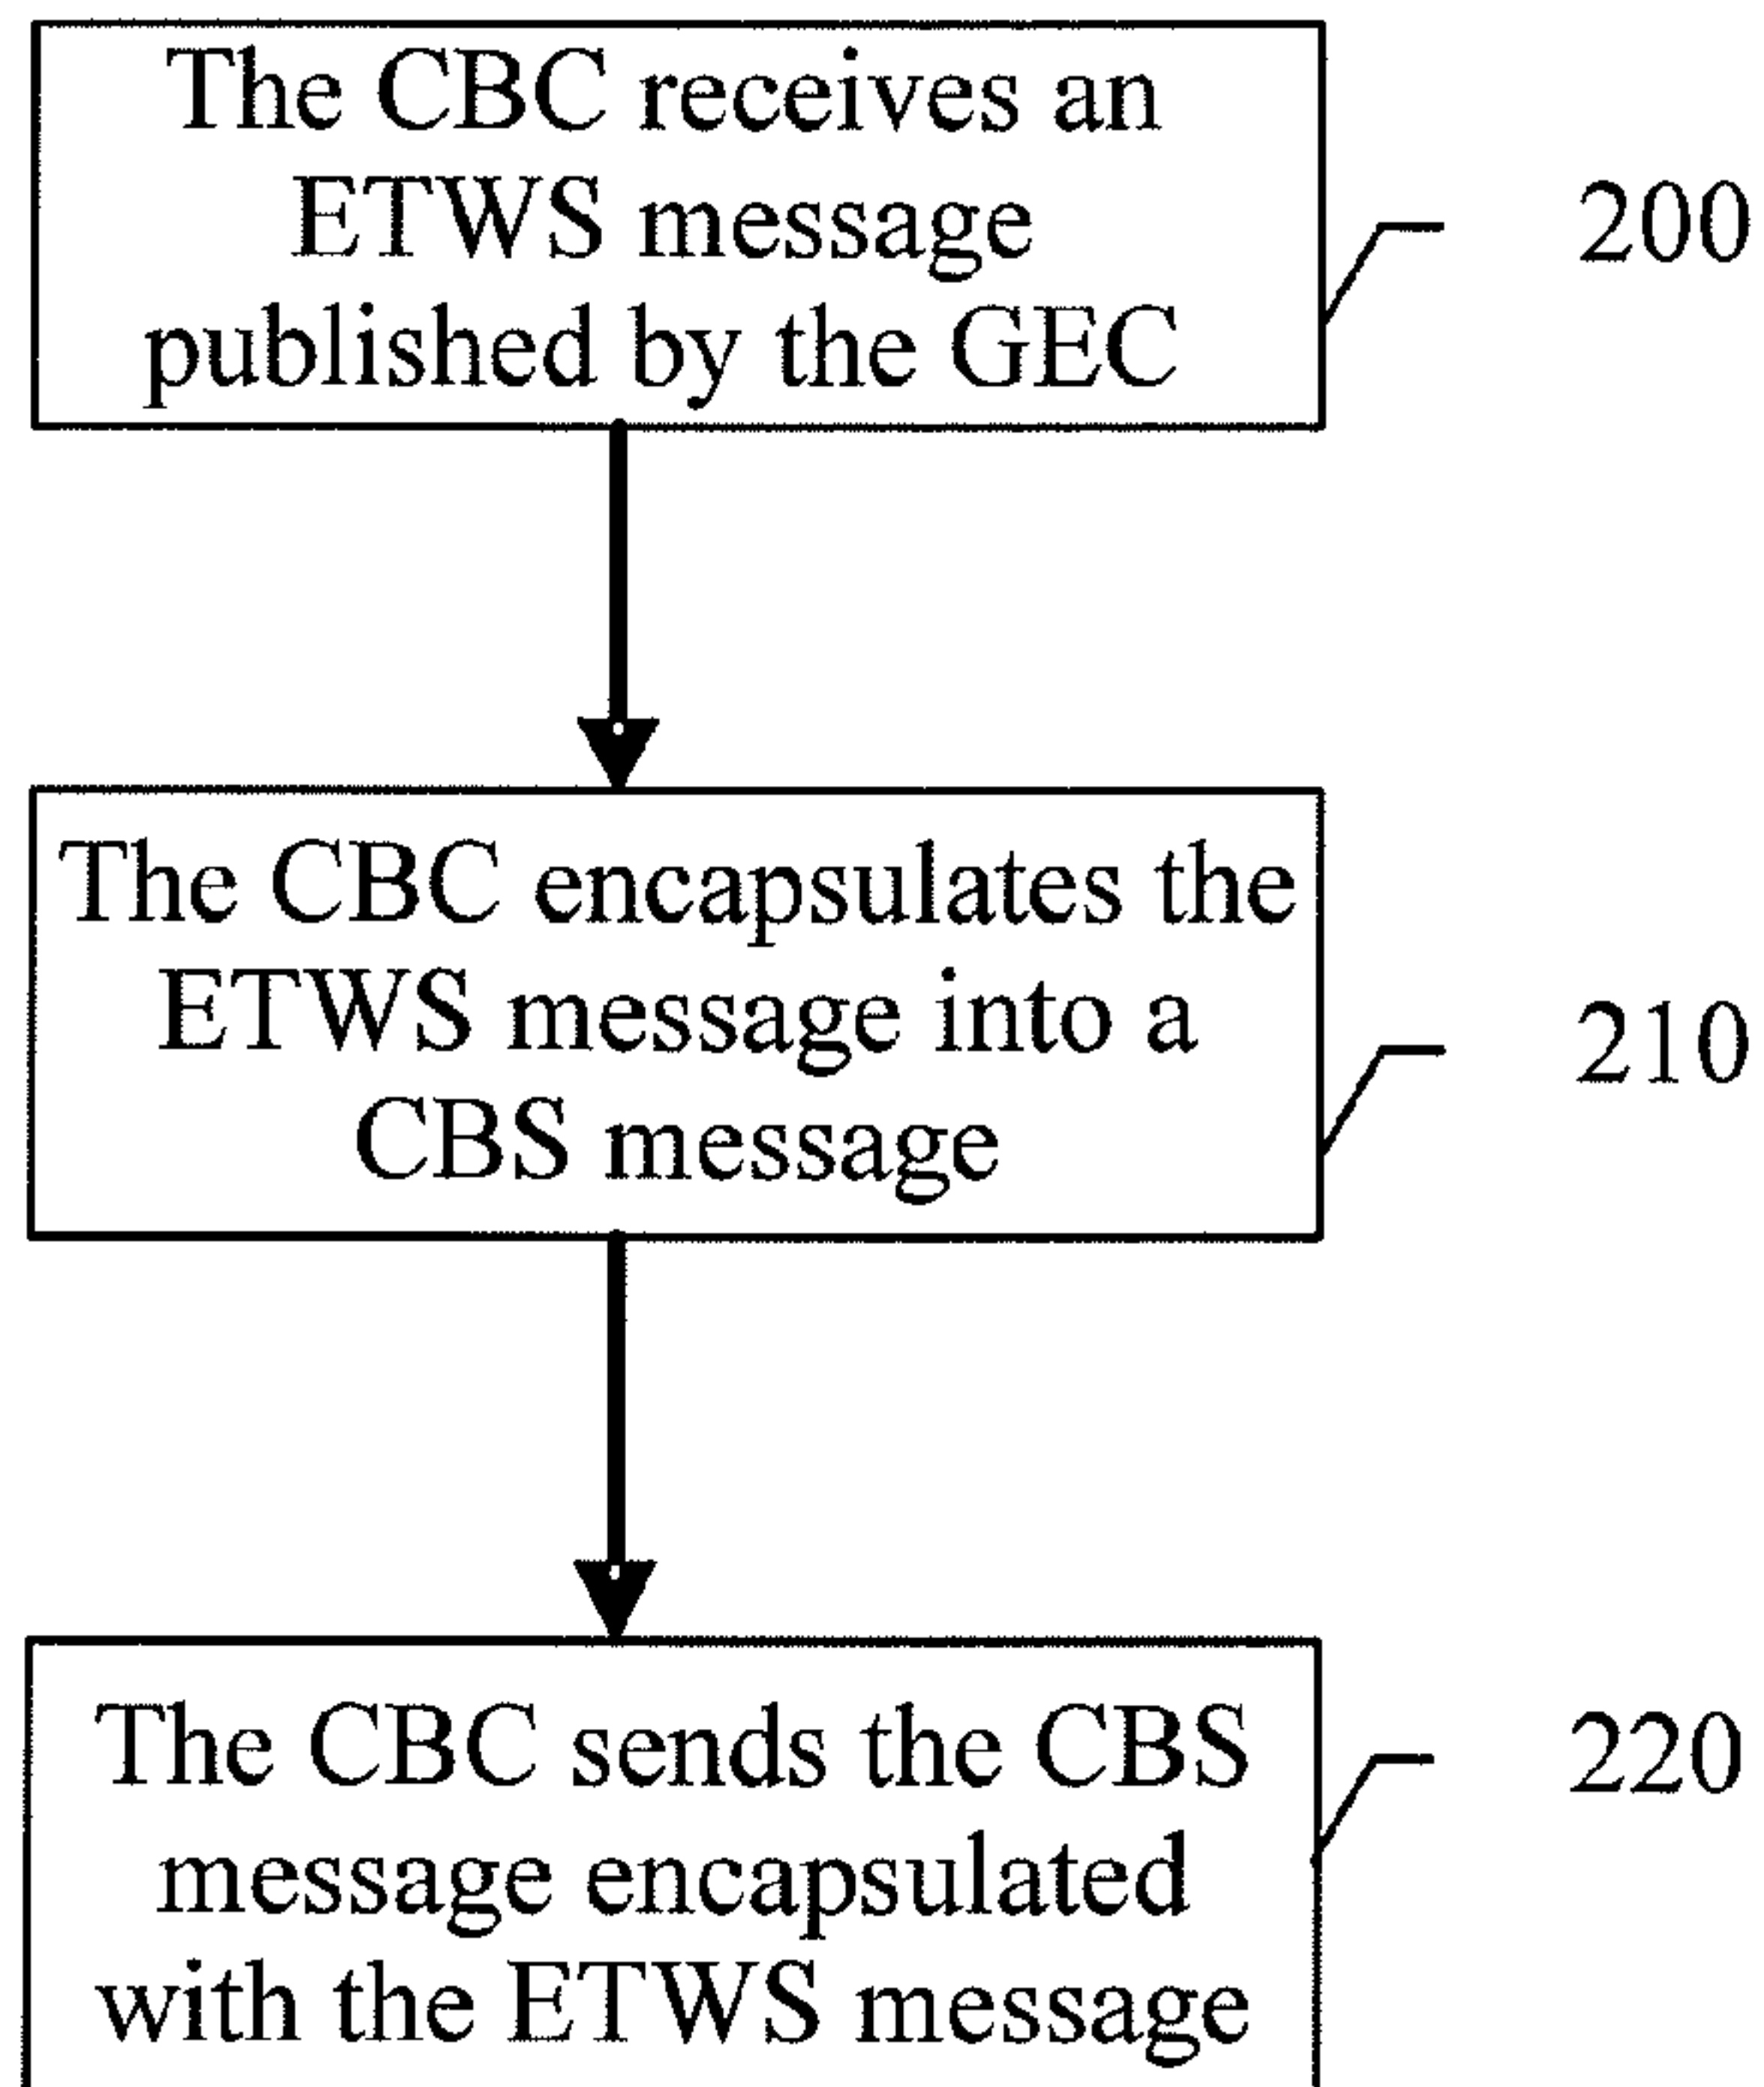 The CBC receives an
ETWS message
published by the GEC
200
The CBC encapsulates the
ETWS message into a
CBS message
210
The CBC sends the CBS
message encapsulated
with the ETWS message
220